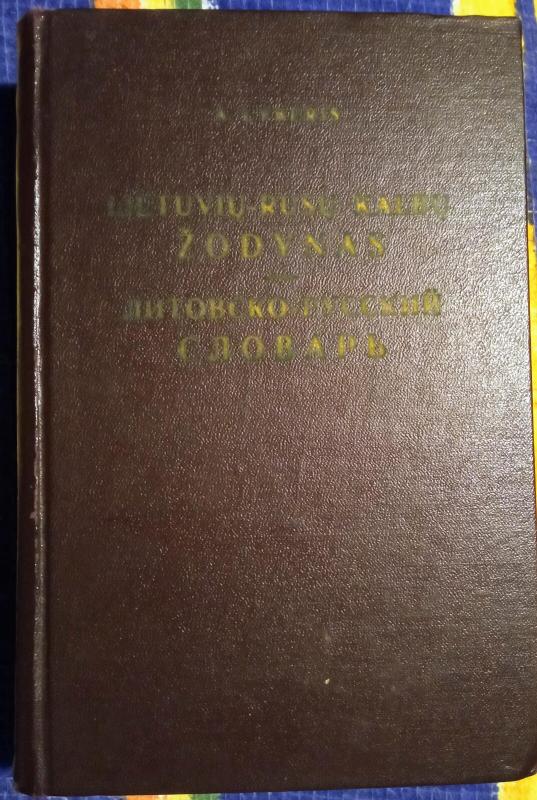 A. LYBERIS
LIETUVIŲ-RUSŲ KALBŲ
ŽODYNAS
ЛИТОВСКО-РУССКИЙ
СЛОВАРЬ